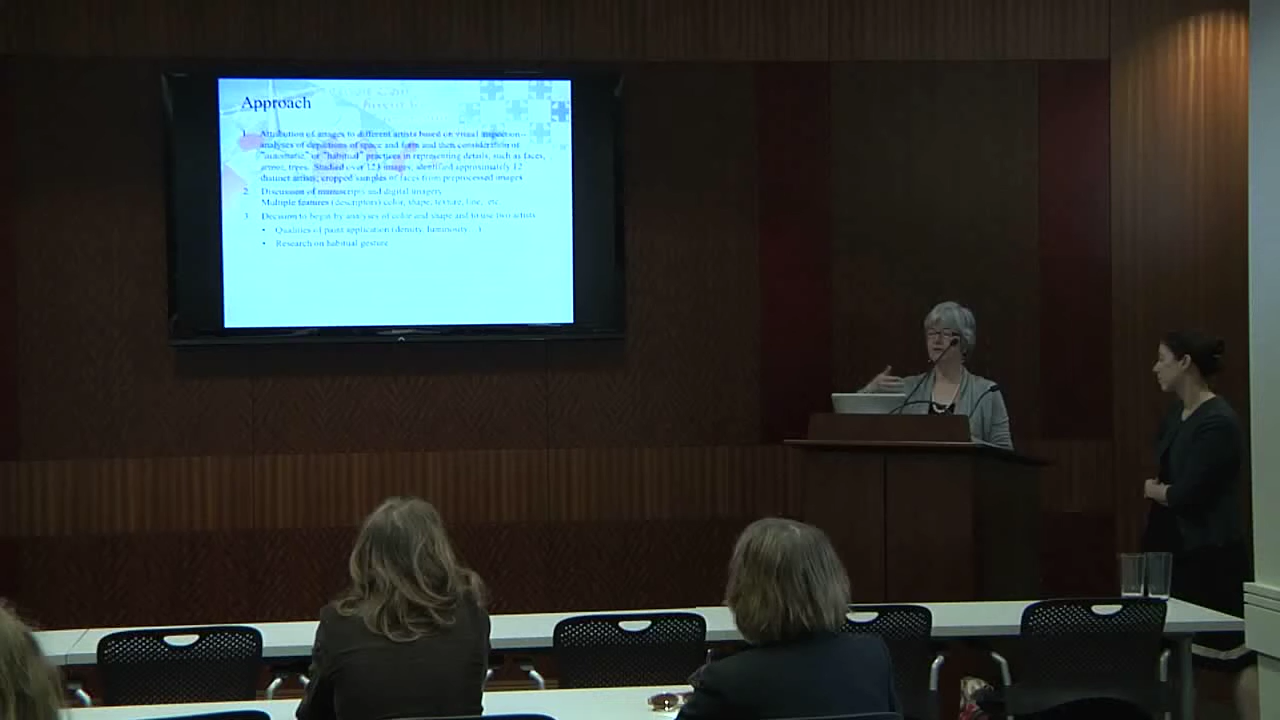 Approach
1. Attribution of images to different artists based on visual inspection–
analyses of depictions of space and form and then consideration of
"automatic" or "habitual" practices in representing details, such as faces,
armor, trees. Studied over 123 images, identified approximately 12
distinct artists; cropped samples of faces from preprocessed images
2. Discussion of manuscripts and digital imagery
Multiple features (descriptors) color, shape, texture, line, etc.
3. Decision to begin by analyses of color and shape and to use two artists
• Qualities of paint application (density, luminosity ...)
• Research on habitual gesture